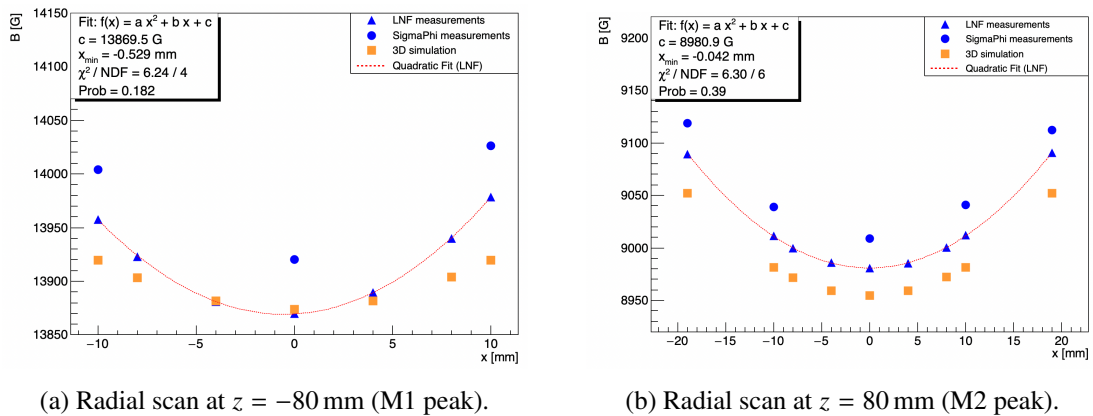 B [G]
14150
14100
14050
14000
13950
13900
13850
Fit: f(x) = a x² + b x + c
c = 13869.5 G
xmin = -0.529 mm
χ² / NDF = 6.24 / 4
Prob = 0.182
LNF measurements
SigmaPhi measurements
3D simulation
Quadratic Fit (LNF)
−10 −5 0 5 10
x [mm]
(a) Radial scan at z = −80 mm (M1 peak).
B [G]
9200
9150
9100
9050
9000
8950
Fit: f(x) = a x² + b x + c
c = 8980.9 G
xmin = -0.042 mm
χ² / NDF = 6.30 / 6
Prob = 0.39
LNF measurements
SigmaPhi measurements
3D simulation
Quadratic Fit (LNF)
−20 −15 −10 −5 0 5 10 15 20
x [mm]
(b) Radial scan at z = 80 mm (M2 peak).